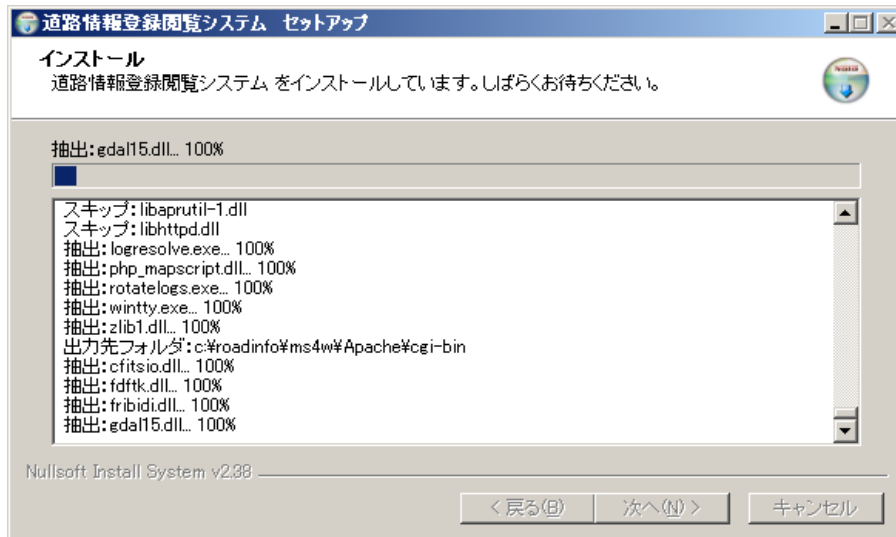 道路情報登録閲覧システム セットアップ
インストール
道路情報登録閲覧システム をインストールしています。しばらくお待ちください。
抽出:gdal15.dll... 100%
スキップ:libaprutil-1.dll
スキップ:libhttpd.dll
抽出:logresolve.exe... 100%
抽出:php_mapscript.dll... 100%
抽出:rotatelogs.exe... 100%
抽出:wintty.exe... 100%
抽出:zlib1.dll... 100%
出力先フォルダ:c:¥roadinfo¥ms4w¥Apache¥cgi-bin
抽出:cfitsio.dll... 100%
抽出:fdftk.dll... 100%
抽出:fribidi.dll... 100%
抽出:gdal15.dll... 100%
Nullsoft Install System v2.38
< 戻る(B)
次へ(N) >
キャンセル